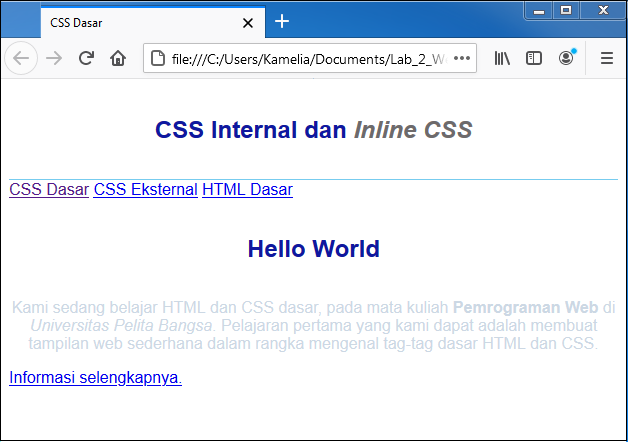 CSS Dasar
file:///C:/Users/Kamelia/Documents/Lab_2_W
CSS Internal dan Inline CSS
CSS Dasar CSS Eksternal HTML Dasar
Hello World
Kami sedang belajar HTML dan CSS dasar, pada mata kuliah Pemrograman Web di
Universitas Pelita Bangsa. Pelajaran pertama yang kami dapat adalah membuat
tampilan web sederhana dalam rangka mengenal tag-tag dasar HTML dan CSS.
Informasi selengkapnya.